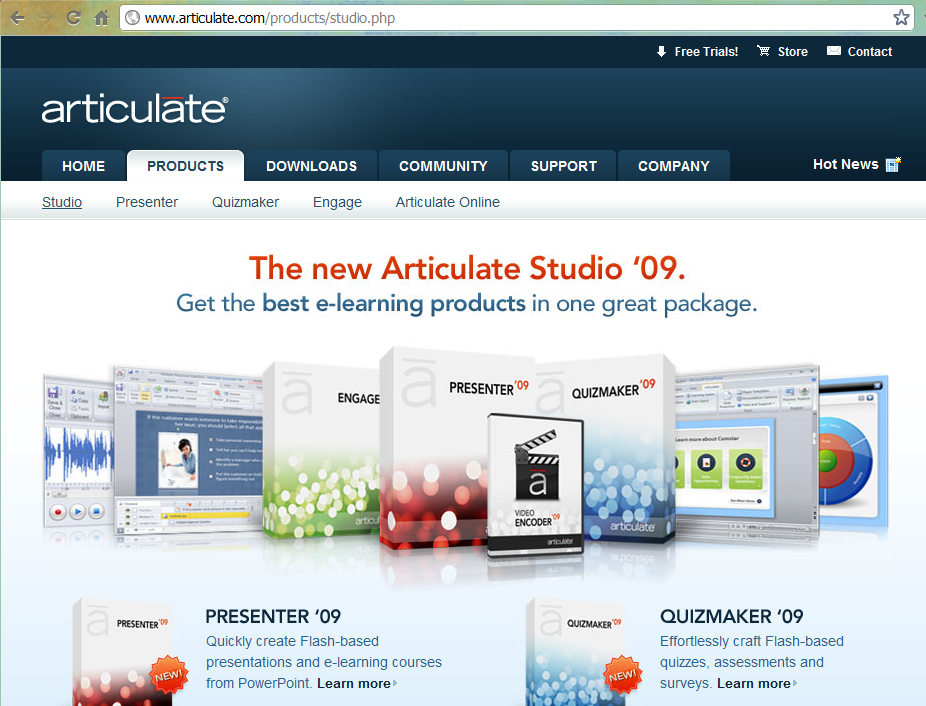 www.articulate.com/products/studio.php
Free Trials! Store Contact
articulate®
HOME PRODUCTS DOWNLOADS COMMUNITY SUPPORT COMPANY Hot News
Studio Presenter Quizmaker Engage Articulate Online
The new Articulate Studio ‘09.
Get the best e-learning products in one great package.
ENGAGE
PRESENTER ’09
QUIZMAKER ’09
VIDEO
ENCODER ’09
articulate
articulate
Learn more about Comstar
PRESENTER ’09
NEW!
PRESENTER ‘09
Quickly create Flash-based
presentations and e-learning courses
from PowerPoint. Learn more
QUIZMAKER ’09
NEW!
QUIZMAKER ‘09
Effortlessly craft Flash-based
quizzes, assessments and
surveys. Learn more